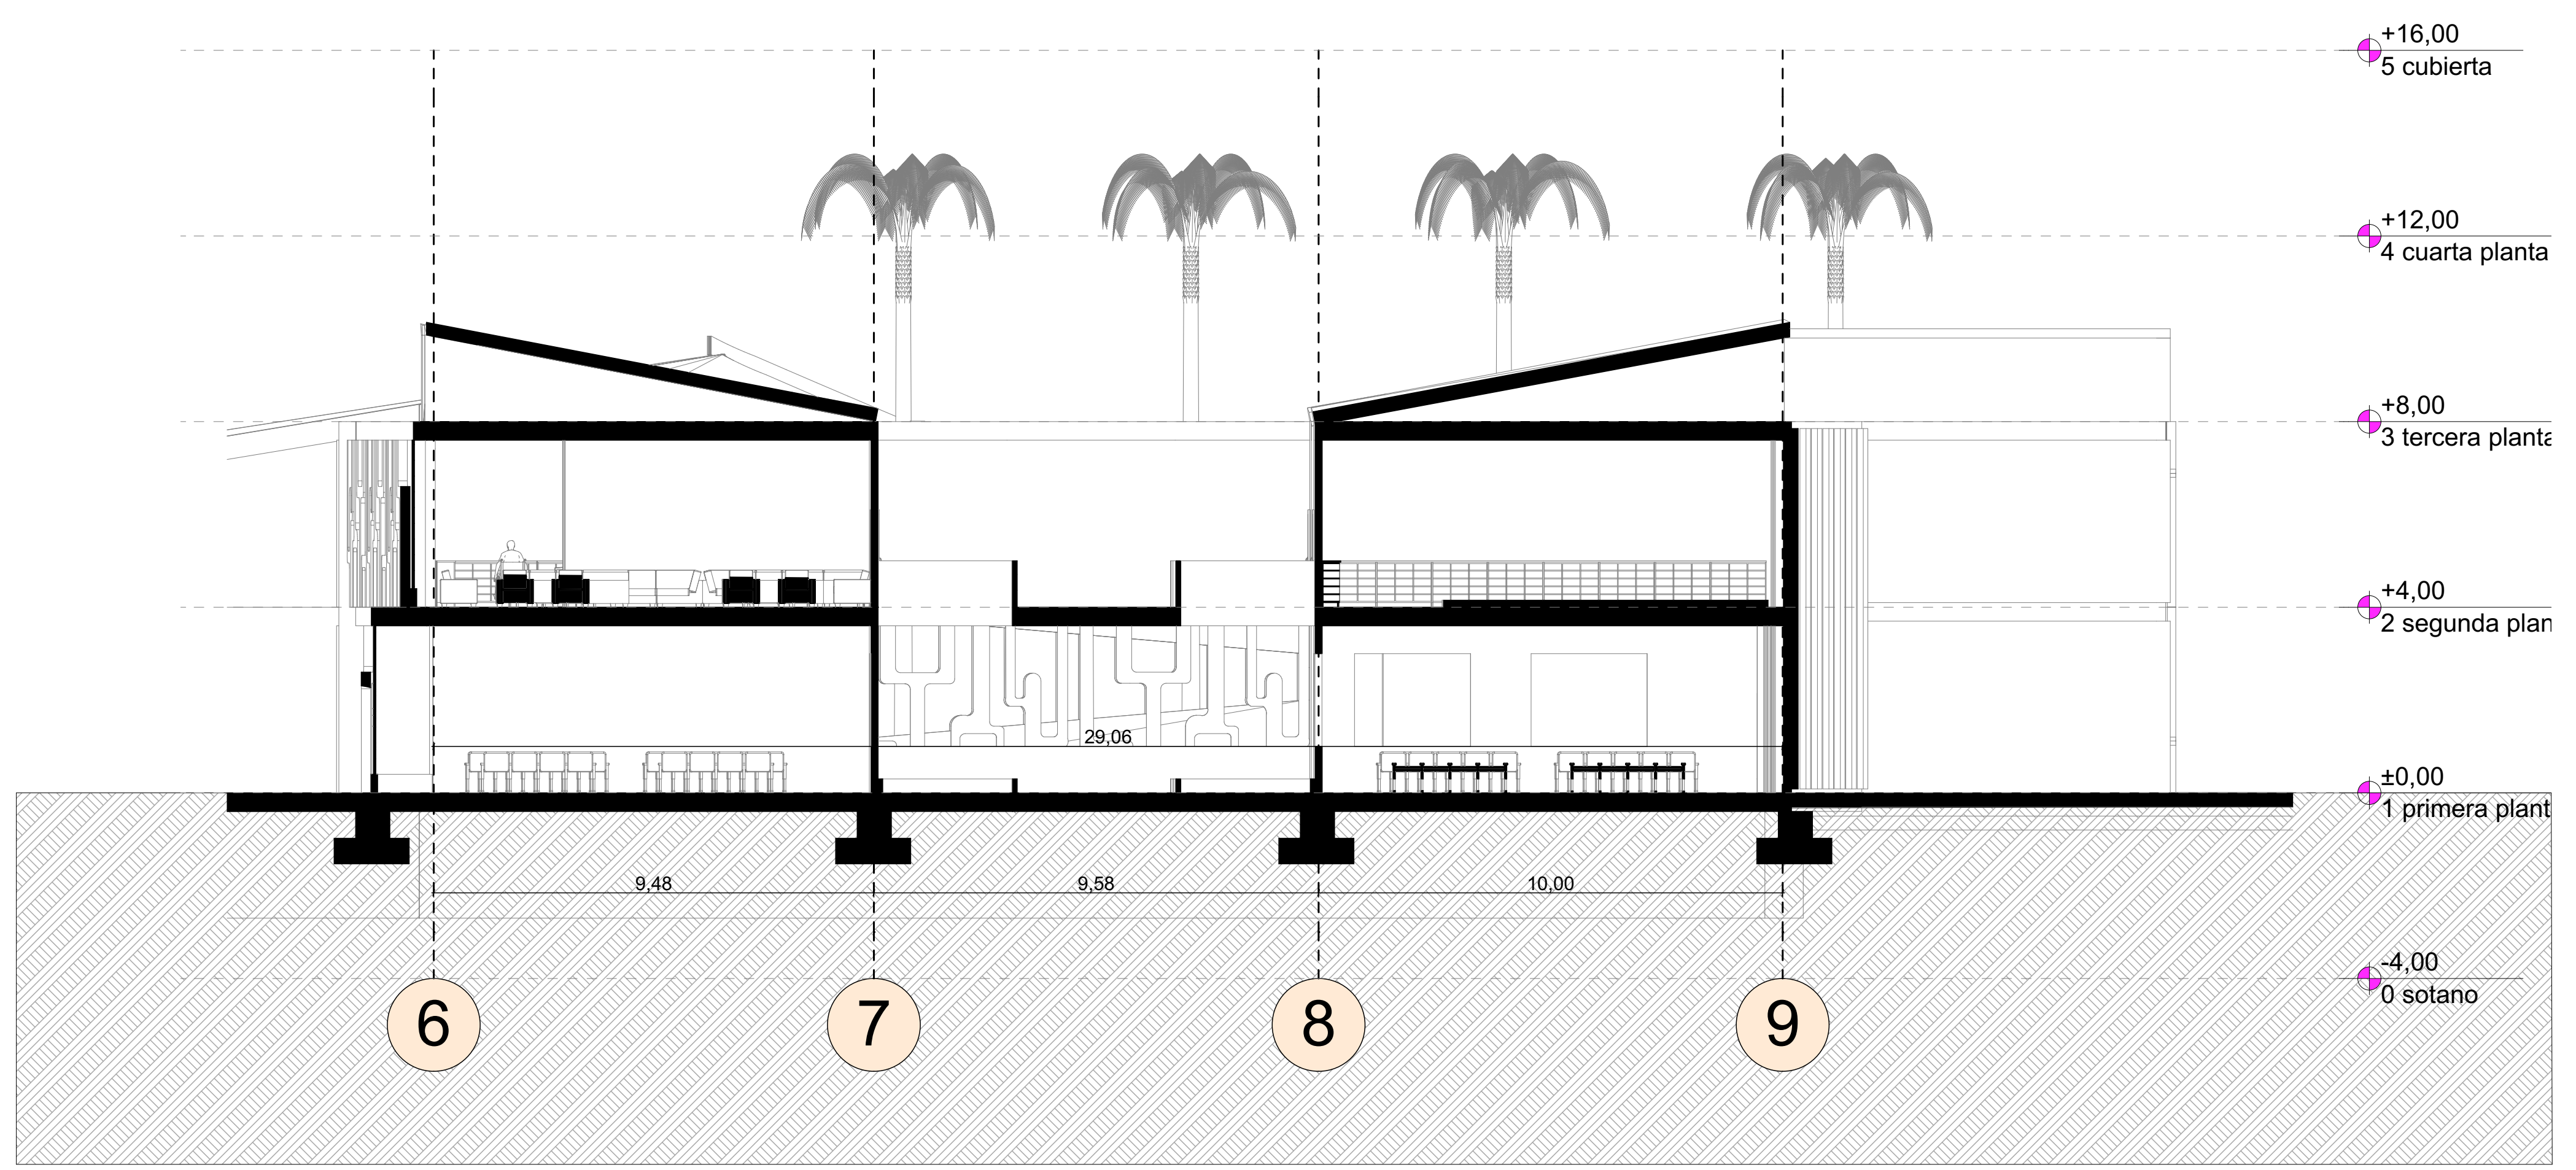 +16,00
5 cubierta
+12,00
4 cuarta planta
+8,00
3 tercera planta
+4,00
2 segunda plan
29,06
±0,00
1 primera plant
9,48
9,58
10,00
-4,00
0 sotano
6
7
8
9